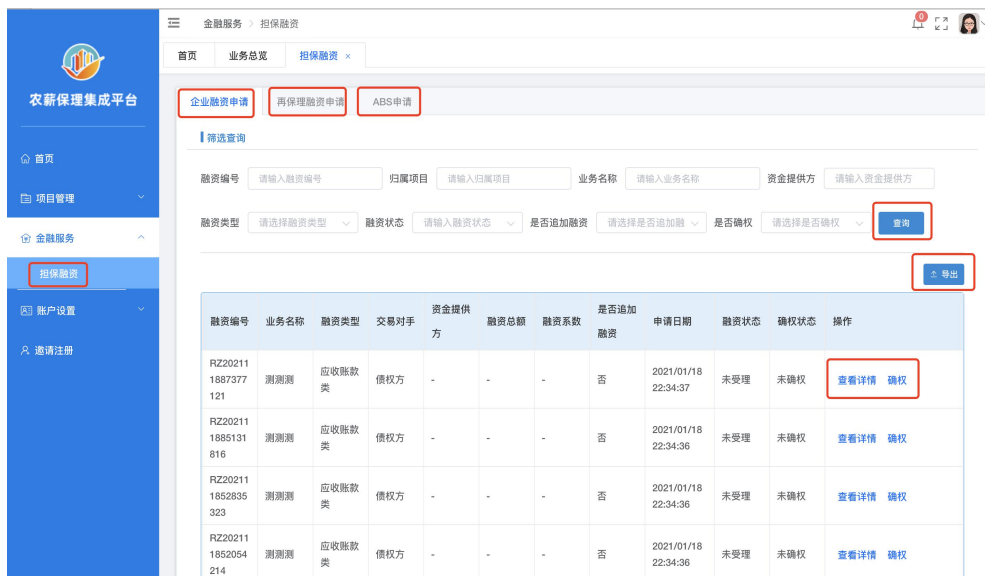 金融服务 > 担保融资
0
首页 业务总览 担保融资 ×
农薪保理集成平台
首页
项目管理
金融服务
担保融资
账户设置
邀请注册
企业融资申请 再保理融资申请 ABS申请
筛选查询
融资编号 请输入融资编号 归属项目 请输入归属项目 业务名称 请输入业务名称 资金提供方 请输入资金提供方
融资类型 请选择融资类型 融资状态 请输入融资状态 是否追加融资 请选择是否追加融 是否确权 请选择是否确权 查询
导出
融资编号 业务名称 融资类型 交易对手 资金提供方 融资总额 融资系数 是否追加融资 申请日期 融资状态 确权状态 操作
RZ202111887377121 测测测 应收账款类 债权方 - - - 否 2021/01/18 22:34:37 未受理 未确权 查看详情 确权
RZ202111885131816 测测测 应收账款类 债权方 - - - 否 2021/01/18 22:34:36 未受理 未确权 查看详情 确权
RZ202111852835323 测测测 应收账款类 债权方 - - - 否 2021/01/18 22:34:36 未受理 未确权 查看详情 确权
RZ202111852054214 测测测 应收账款类 债权方 - - - 否 2021/01/18 22:34:36 未受理 未确权 查看详情 确权